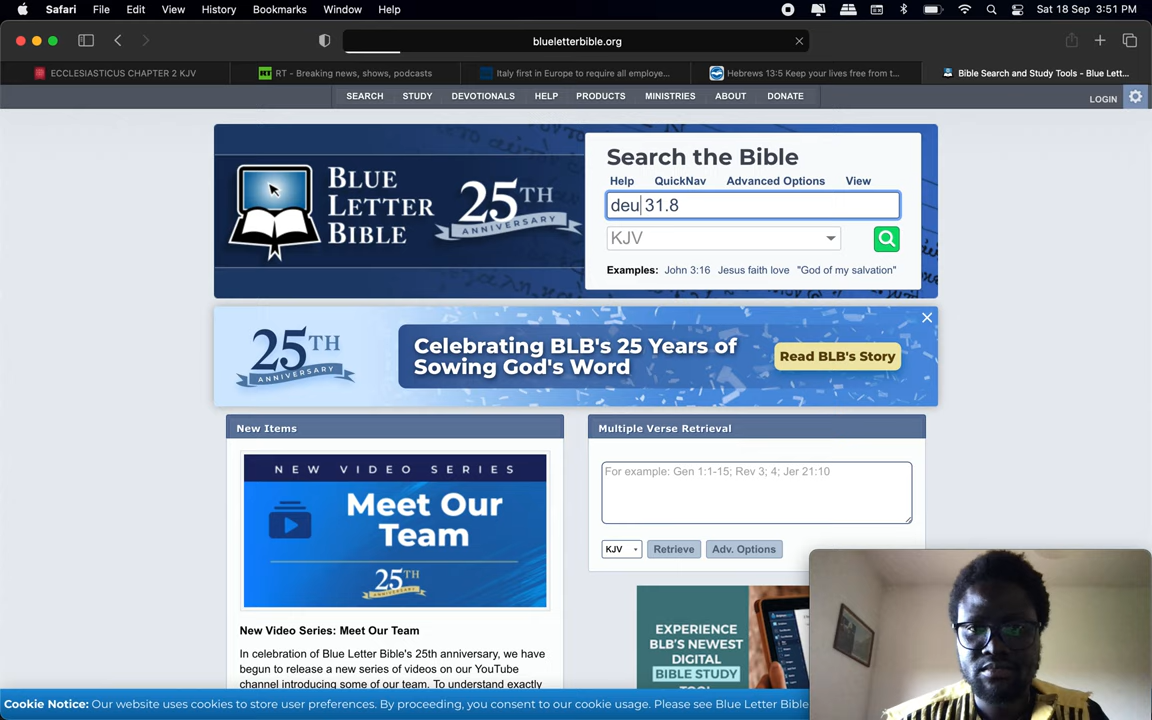 Safari File Edit View History Bookmarks Window Help Sat 18 Sep 3:51 PM
blueletterbible.org
ECCLESIASTICUS CHAPTER 2 KJV RT - Breaking news, shows, podcasts Italy first in Europe to require all employe... Hebrews 13:5 Keep your lives free from t... Bible Search and Study Tools - Blue Lett...
SEARCH STUDY DEVOTIONALS HELP PRODUCTS MINISTRIES ABOUT DONATE LOGIN
BLUE
LETTER
BIBLE
25TH
ANNIVERSARY
Search the Bible
Help QuickNav Advanced Options View
deu 31.8
KJV
Examples: John 3:16 Jesus faith love "God of my salvation"
25TH
ANNIVERSARY
Celebrating BLB's 25 Years of
Sowing God's Word
Read BLB's Story
New Items
NEW VIDEO SERIES
Meet Our
Team
25TH
ANNIVERSARY
New Video Series: Meet Our Team
In celebration of Blue Letter Bible's 25th anniversary, we have
begun to release a new series of videos on our YouTube
channel introducing some of our team. To understand exactly
Multiple Verse Retrieval
For example: Gen 1:1-15; Rev 3; 4; Jer 21:10
KJV Retrieve Adv. Options
EXPERIENCE
BLB'S NEWEST
DIGITAL
BIBLE STUDY
Cookie Notice: Our website uses cookies to store user preferences. By proceeding, you consent to our cookie usage. Please see Blue Letter Bible